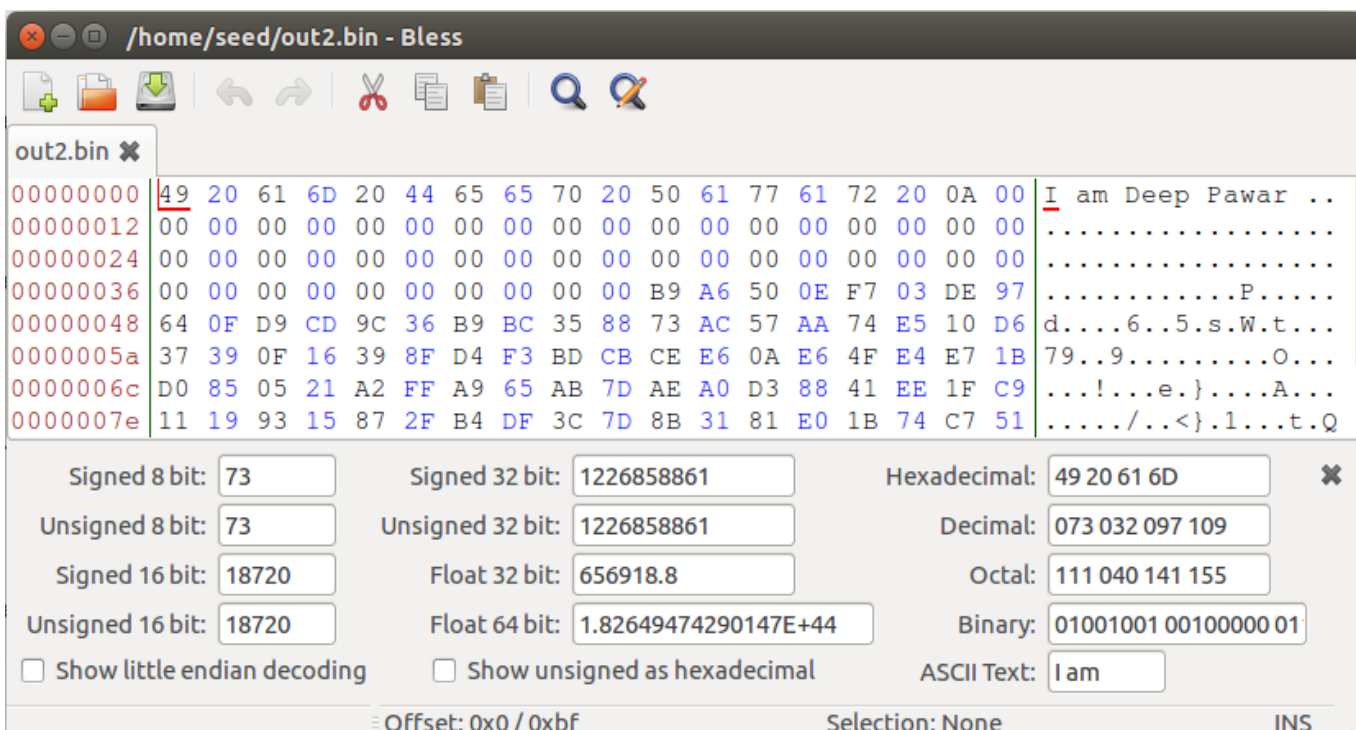 /home/seed/out2.bin - Bless
out2.bin
00000000 49 20 61 6D 20 44 65 65 70 20 50 61 77 61 72 20 0A 00 I am Deep Pawar ..
00000012 00 00 00 00 00 00 00 00 00 00 00 00 00 00 00 00 00 00 ..................
00000024 00 00 00 00 00 00 00 00 00 00 00 00 00 00 00 00 00 00 ..................
00000036 00 00 00 00 00 00 00 00 00 00 B9 A6 50 0E F7 03 DE 97 ............P.....
00000048 64 0F D9 CD 9C 36 B9 BC 35 88 73 AC 57 AA 74 E5 10 D6 d....6..5.s.W.t...
0000005a 37 39 0F 16 39 8F D4 F3 BD CB CE E6 0A E6 4F E4 E7 1B 79..9.........O...
0000006c D0 85 05 21 A2 FF A9 65 AB 7D AE A0 D3 88 41 EE 1F C9 ...!...e.}....A...
0000007e 11 19 93 15 87 2F B4 DF 3C 7D 8B 31 81 E0 1B 74 C7 51 ...../..<}.1...t.Q
Signed 8 bit: 73 Signed 32 bit: 1226858861 Hexadecimal: 49 20 61 6D
Unsigned 8 bit: 73 Unsigned 32 bit: 1226858861 Decimal: 073 032 097 109
Signed 16 bit: 18720 Float 32 bit: 656918.8 Octal: 111 040 141 155
Unsigned 16 bit: 18720 Float 64 bit: 1.82649474290147E+44 Binary: 01001001 00100000 01
Show little endian decoding Show unsigned as hexadecimal ASCII Text: I am
Offset: 0x0 / 0xbf Selection: None INS